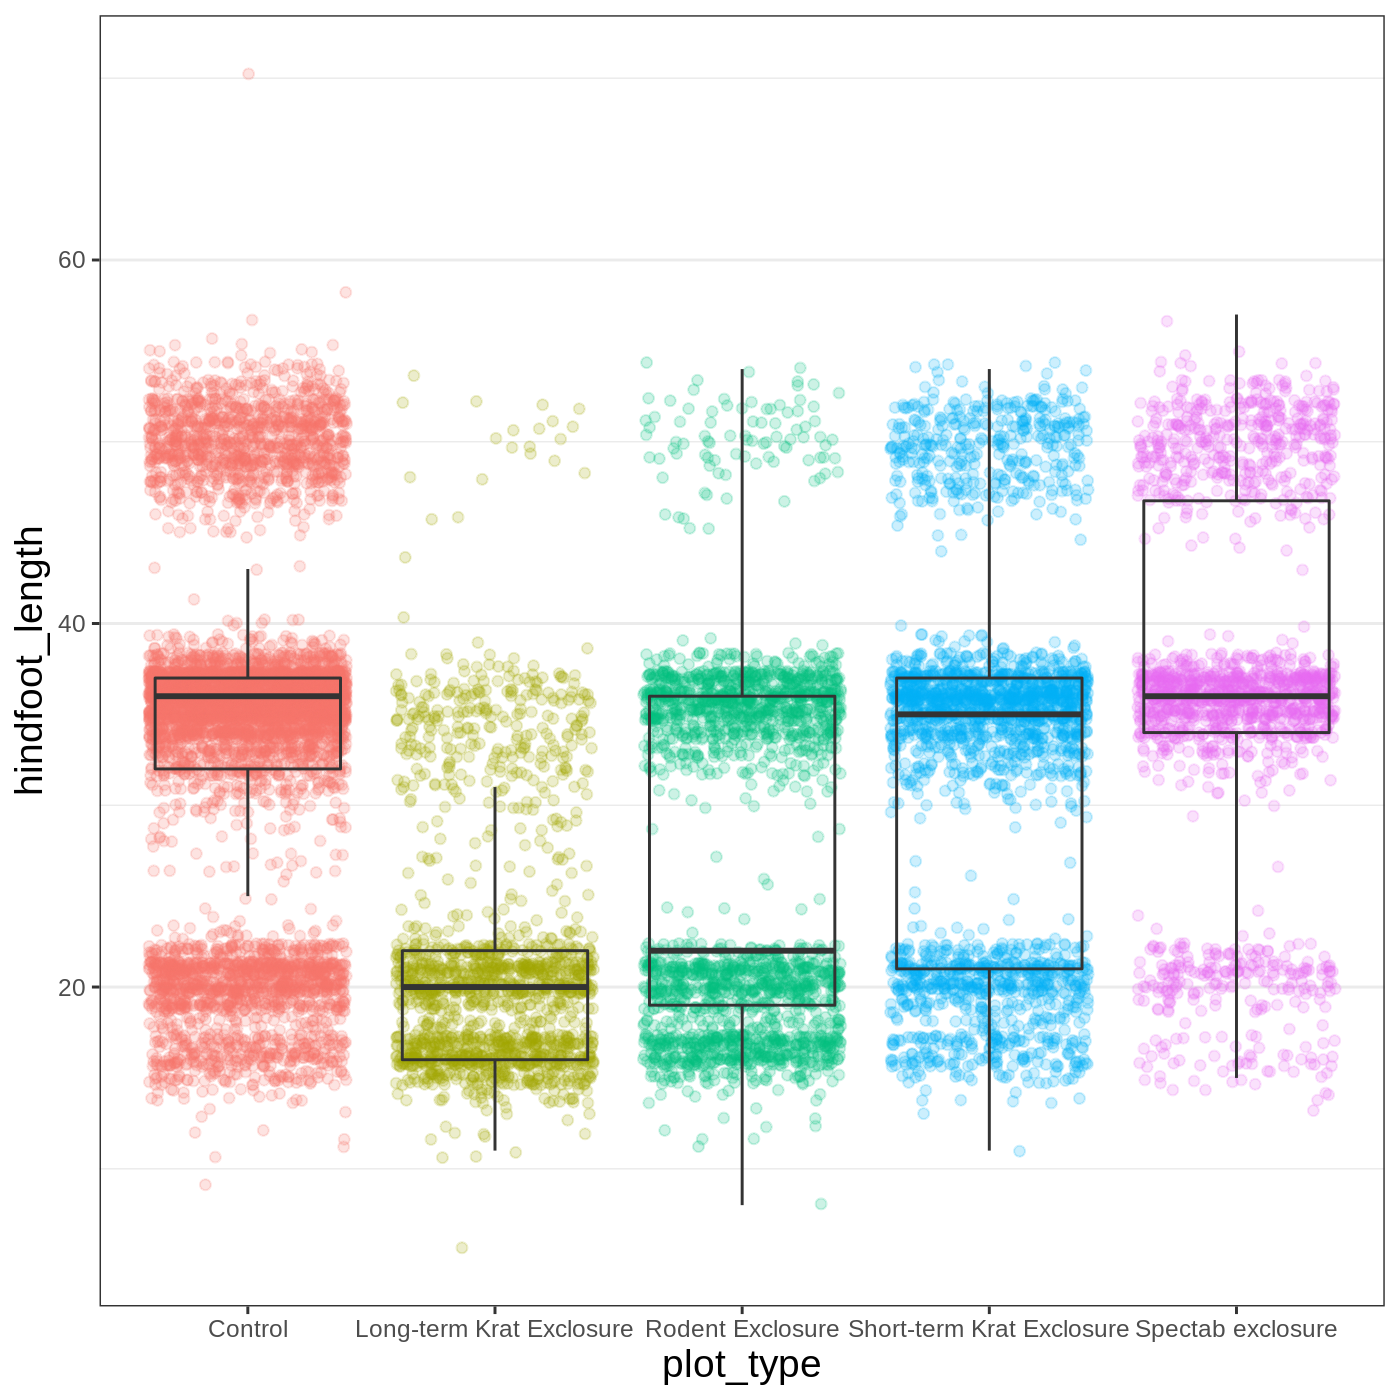 hindfoot_length
60
40
20
Control Long-term Krat Exclosure Rodent Exclosure Short-term Krat Exclosure Spectab exclosure
plot_type